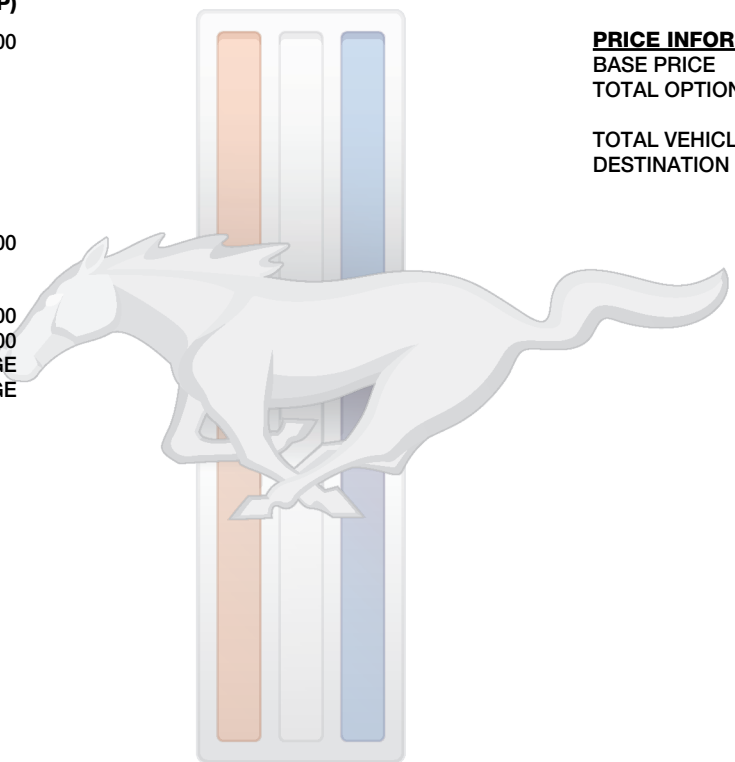 P)
00
00
00
00
GE
GE
PRICE INFOR
BASE PRICE
TOTAL OPTION
TOTAL VEHICL
DESTINATION